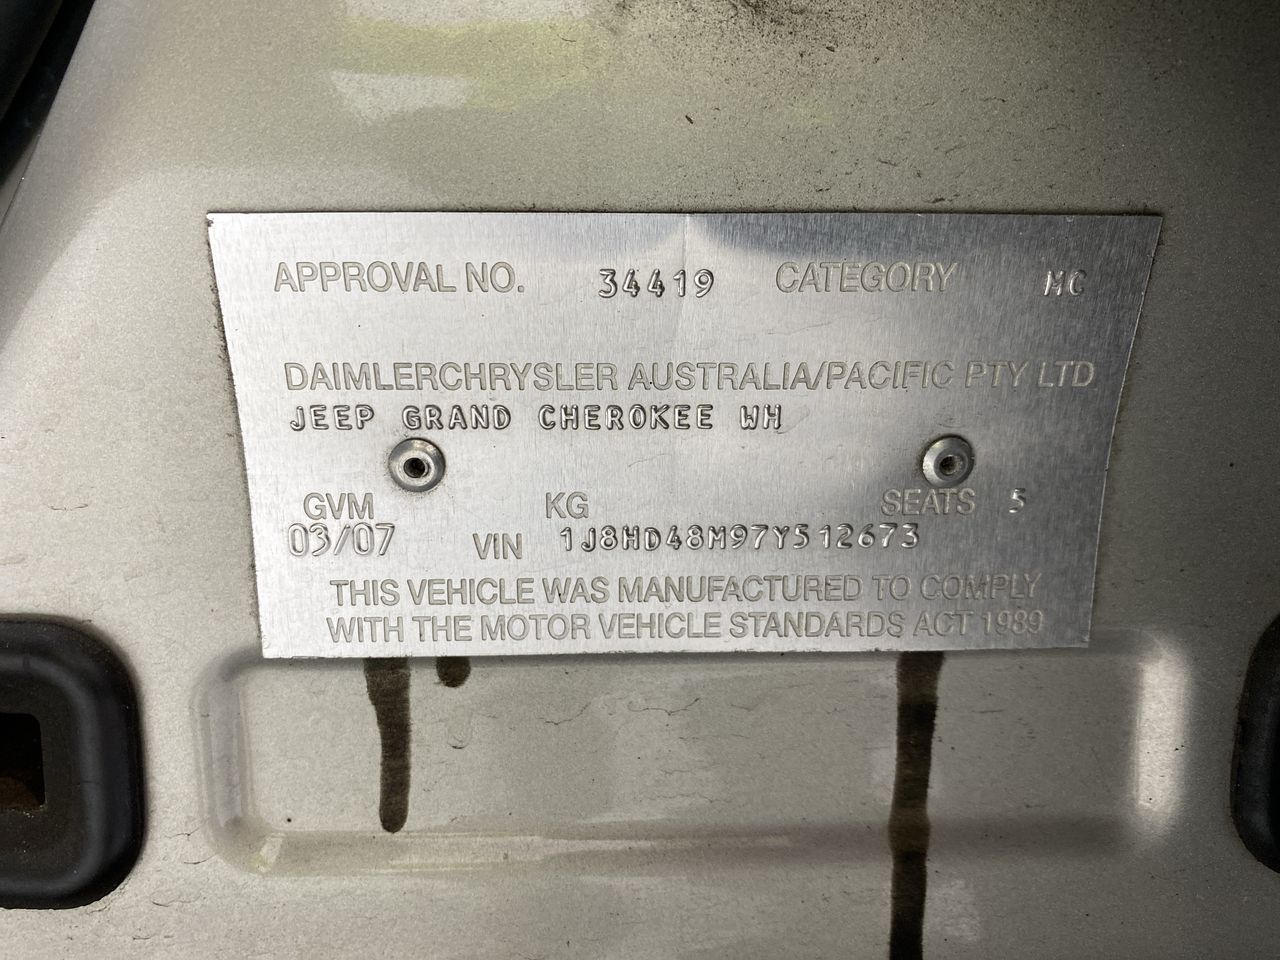 APPROVAL NO. 34419 CATEGORY MC
DAIMLERCHRYSLER AUSTRALIA/PACIFIC PTY LTD
JEEP GRAND CHEROKEE WH
GVM KG SEATS 5
03/07 VIN 1J8HD48M97Y512673
THIS VEHICLE WAS MANUFACTURED TO COMPLY
WITH THE MOTOR VEHICLE STANDARDS ACT 1989